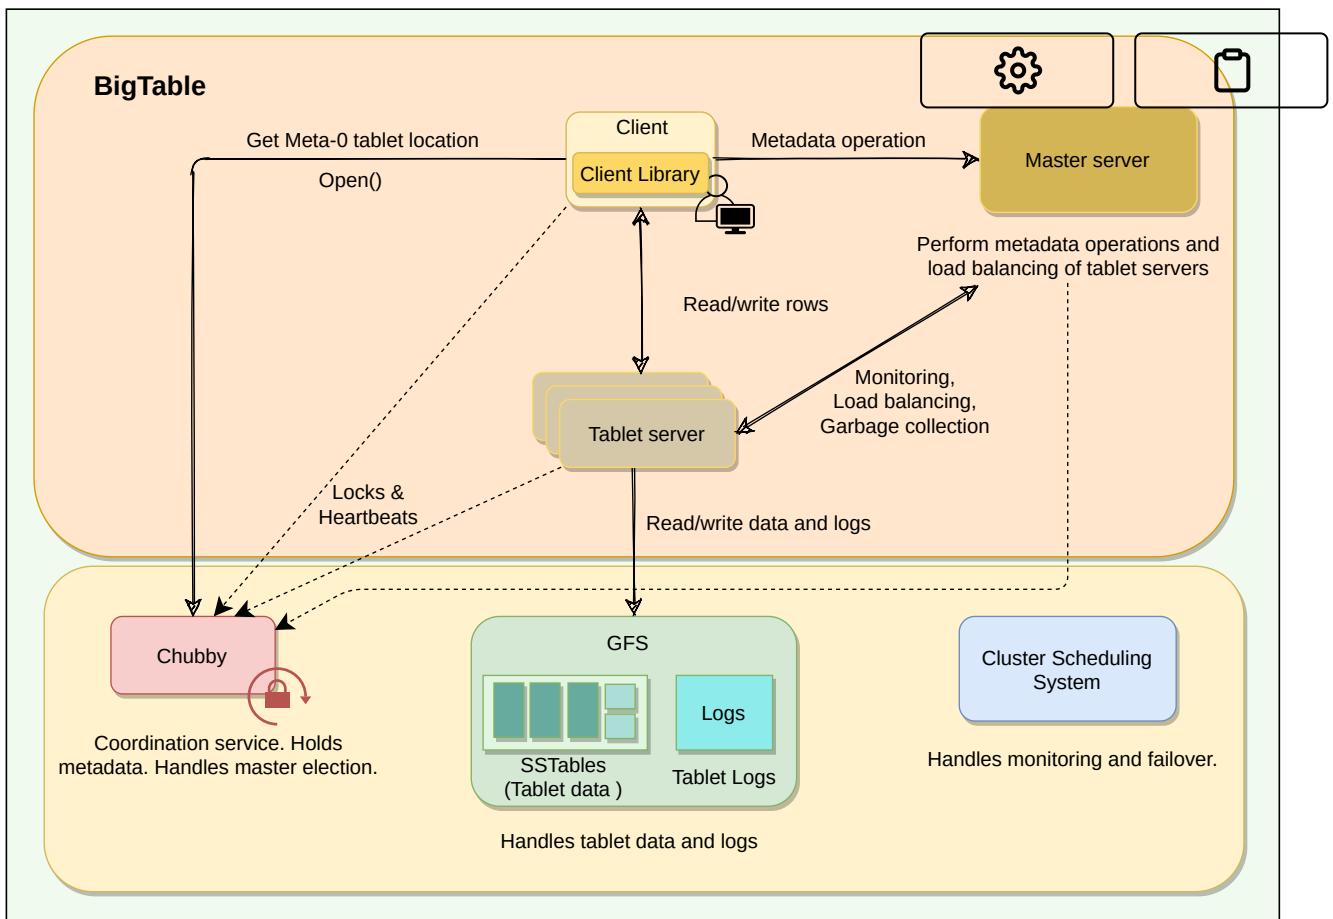 BigTable
Client
Client Library
Get Meta-0 tablet location
Open()
Metadata operation
Master server
Perform metadata operations and
load balancing of tablet servers
Read/write rows
Monitoring,
Load balancing,
Garbage collection
Tablet server
Locks &
Heartbeats
Read/write data and logs
Chubby
Coordination service. Holds
metadata. Handles master election.
GFS
SSTables
(Tablet data )
Logs
Tablet Logs
Handles tablet data and logs
Cluster Scheduling
System
Handles monitoring and failover.